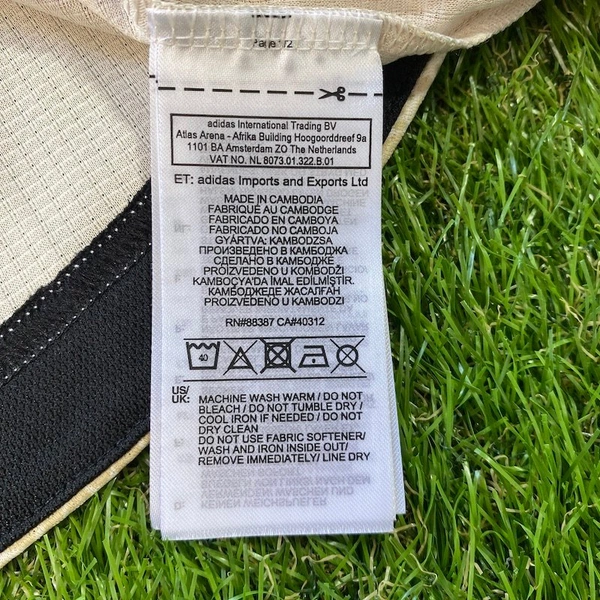 Page 1/2
adidas International Trading BV
Atlas Arena - Afrika Building Hoogoorddreef 9a
1101 BA Amsterdam ZO The Netherlands
VAT NO. NL 8073.01.322.B.01
ET: adidas Imports and Exports Ltd
MADE IN CAMBODIA
FABRIQUÉ AU CAMBODGE
FABRICADO EN CAMBOYA
FABRICADO NO CAMBOJA
GYÁRTVA: KAMBODZSA
ПРОИЗВЕДЕНО В КАМБОДЖА
СДЕЛАНО В КАМБОДЖЕ
PROIZVEDENO U KOMBODŽI
KAMBOÇYA'DA İMAL EDİLMİŞTİR.
КАМБОДЖЕДЕ ЖАСАЛҒАН
PROIZVEDENO U KAMBODZI
RN#88387 CA#40312
40
US/
UK:
MACHINE WASH WARM / DO NOT
BLEACH / DO NOT TUMBLE DRY /
COOL IRON IF NEEDED / DO NOT
DRY CLEAN
DO NOT USE FABRIC SOFTENER/
WASH AND IRON INSIDE OUT/
REMOVE IMMEDIATELY/ LINE DRY